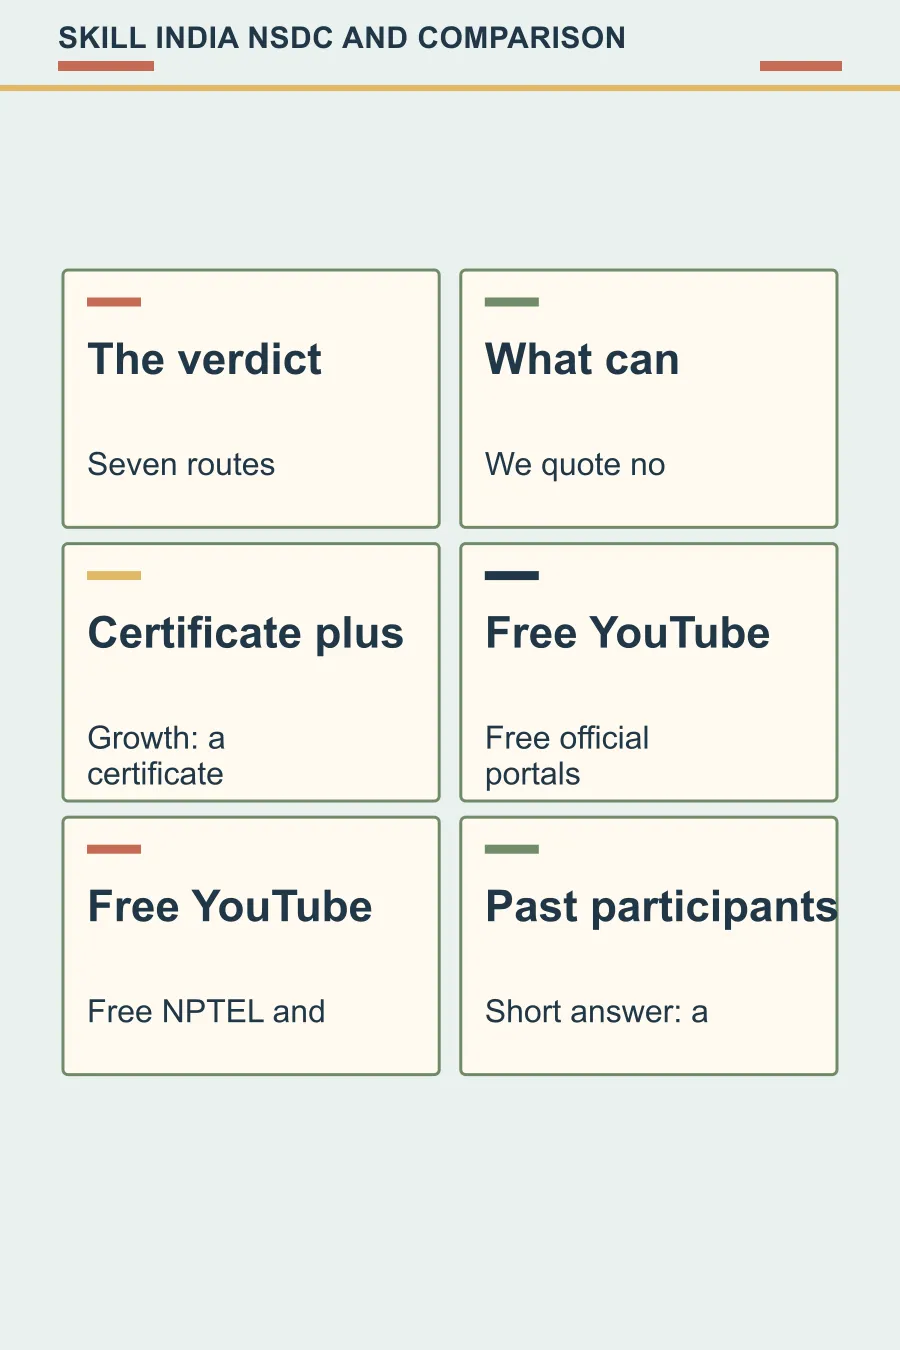 SKILL INDIA NSDC AND COMPARISON
The verdict
Seven routes
What can
We quote no
Certificate plus
Growth: a
certificate
Free YouTube
Free official
portals
Free YouTube
Free NPTEL and
Past participants
Short answer: a